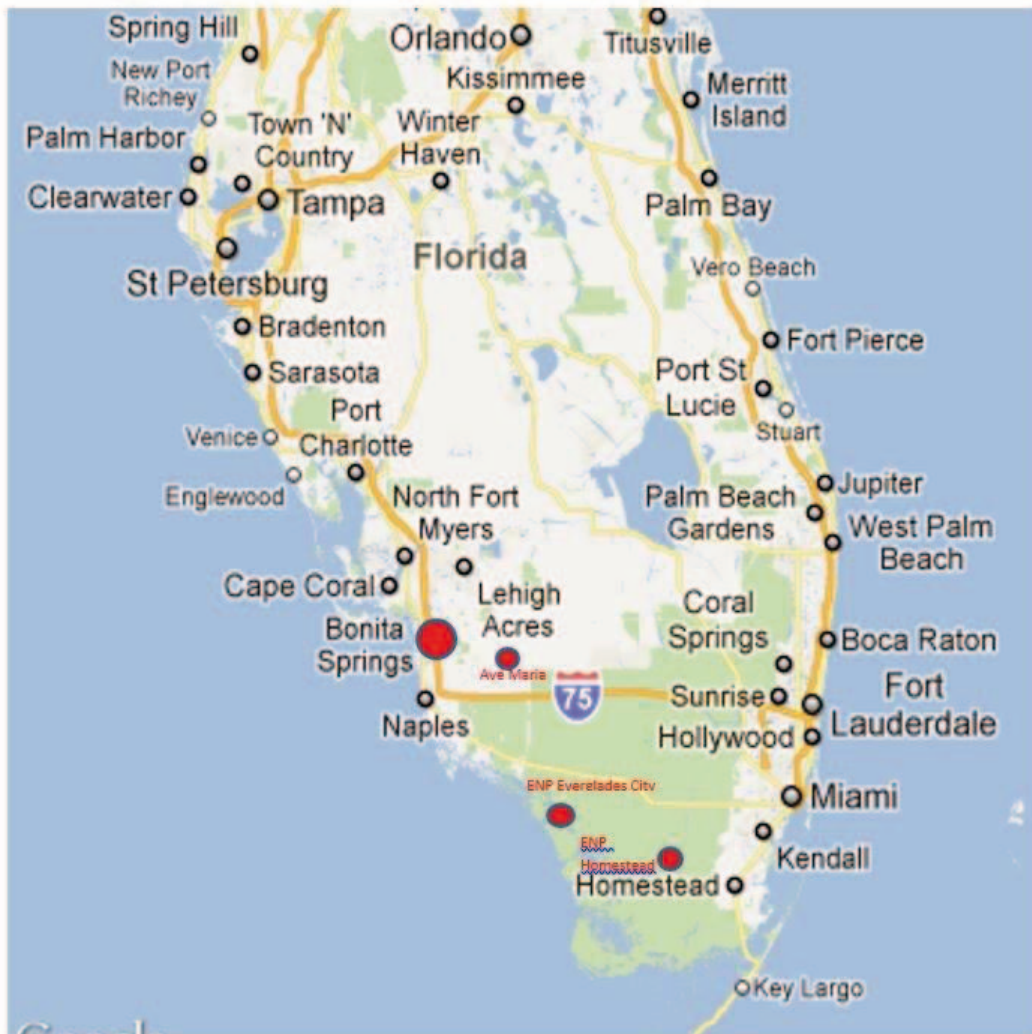 Spring Hill
Orlando
Titusville
New Port
Richey
Kissimmee
Merritt
Island
Palm Harbor
Town 'N'
Country
Winter
Haven
Clearwater
Tampa
Palm Bay
Florida
Vero Beach
St Petersburg
Bradenton
Fort Pierce
Sarasota
Port St
Lucie
Port
Charlotte
Venice
Stuart
Englewood
North Fort
Myers
Jupiter
Palm Beach
Gardens
West Palm
Beach
Cape Coral
Lehigh
Acres
Coral
Springs
Bonita
Springs
Boca Raton
Ave Maria
75
Sunrise
Fort
Lauderdale
Naples
Hollywood
ENP Everelades City
Miami
ENP
Homestead
Kendall
Homestead
Key Largo